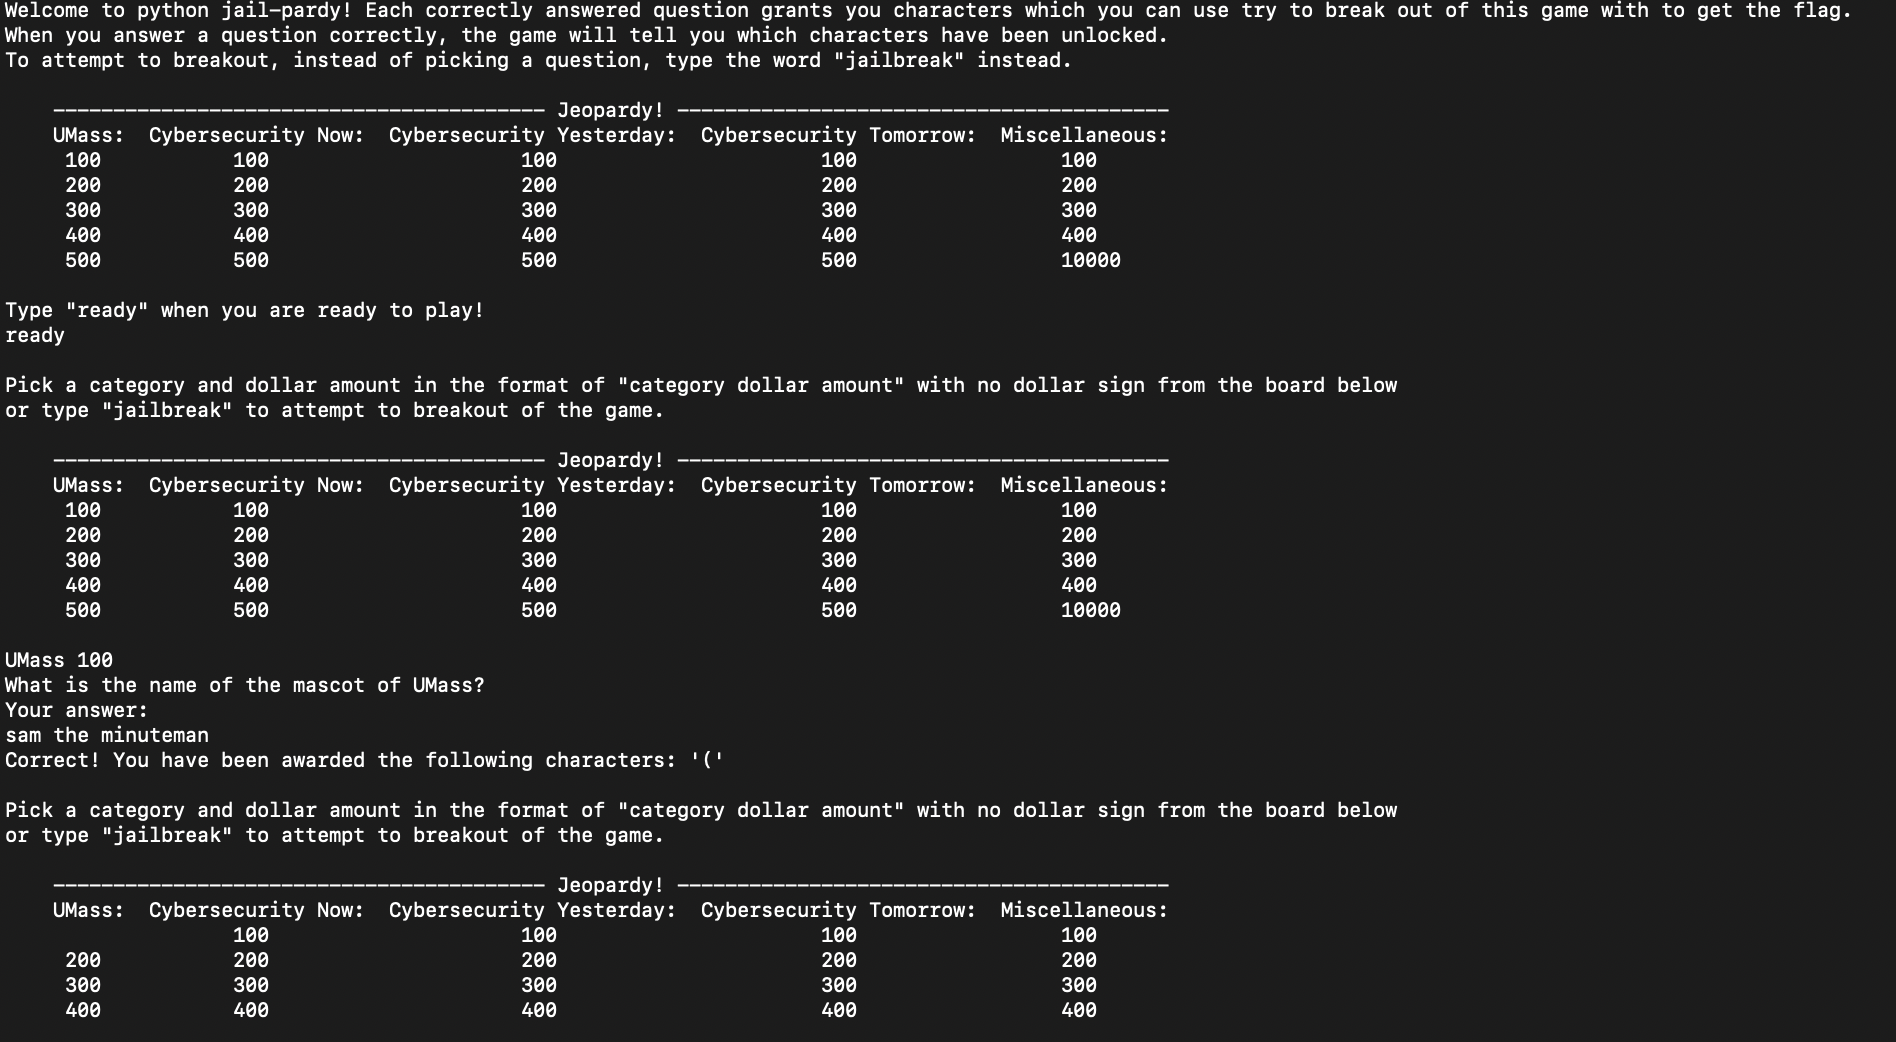 Welcome to python jail-pardy! Each correctly answered question grants you characters which you can use try to break out of this game with to get the flag.
When you answer a question correctly, the game will tell you which characters have been unlocked.
To attempt to breakout, instead of picking a question, type the word "jailbreak" instead.
----------------------------------------- Jeopardy! -----------------------------------------
UMass:  Cybersecurity Now:  Cybersecurity Yesterday:  Cybersecurity Tomorrow:  Miscellaneous:
100 100 100 100 100
200 200 200 200 200
300 300 300 300 300
400 400 400 400 400
500 500 500 500 10000
Type "ready" when you are ready to play!
ready
Pick a category and dollar amount in the format of "category dollar amount" with no dollar sign from the board below
or type "jailbreak" to attempt to breakout of the game.
----------------------------------------- Jeopardy! -----------------------------------------
UMass:  Cybersecurity Now:  Cybersecurity Yesterday:  Cybersecurity Tomorrow:  Miscellaneous:
100 100 100 100 100
200 200 200 200 200
300 300 300 300 300
400 400 400 400 400
500 500 500 500 10000
UMass 100
What is the name of the mascot of UMass?
Your answer:
sam the minuteman
Correct! You have been awarded the following characters: '('
Pick a category and dollar amount in the format of "category dollar amount" with no dollar sign from the board below
or type "jailbreak" to attempt to breakout of the game.
----------------------------------------- Jeopardy! -----------------------------------------
UMass:  Cybersecurity Now:  Cybersecurity Yesterday:  Cybersecurity Tomorrow:  Miscellaneous:
100 100 100 100
200 200 200 200 200
300 300 300 300 300
400 400 400 400 400